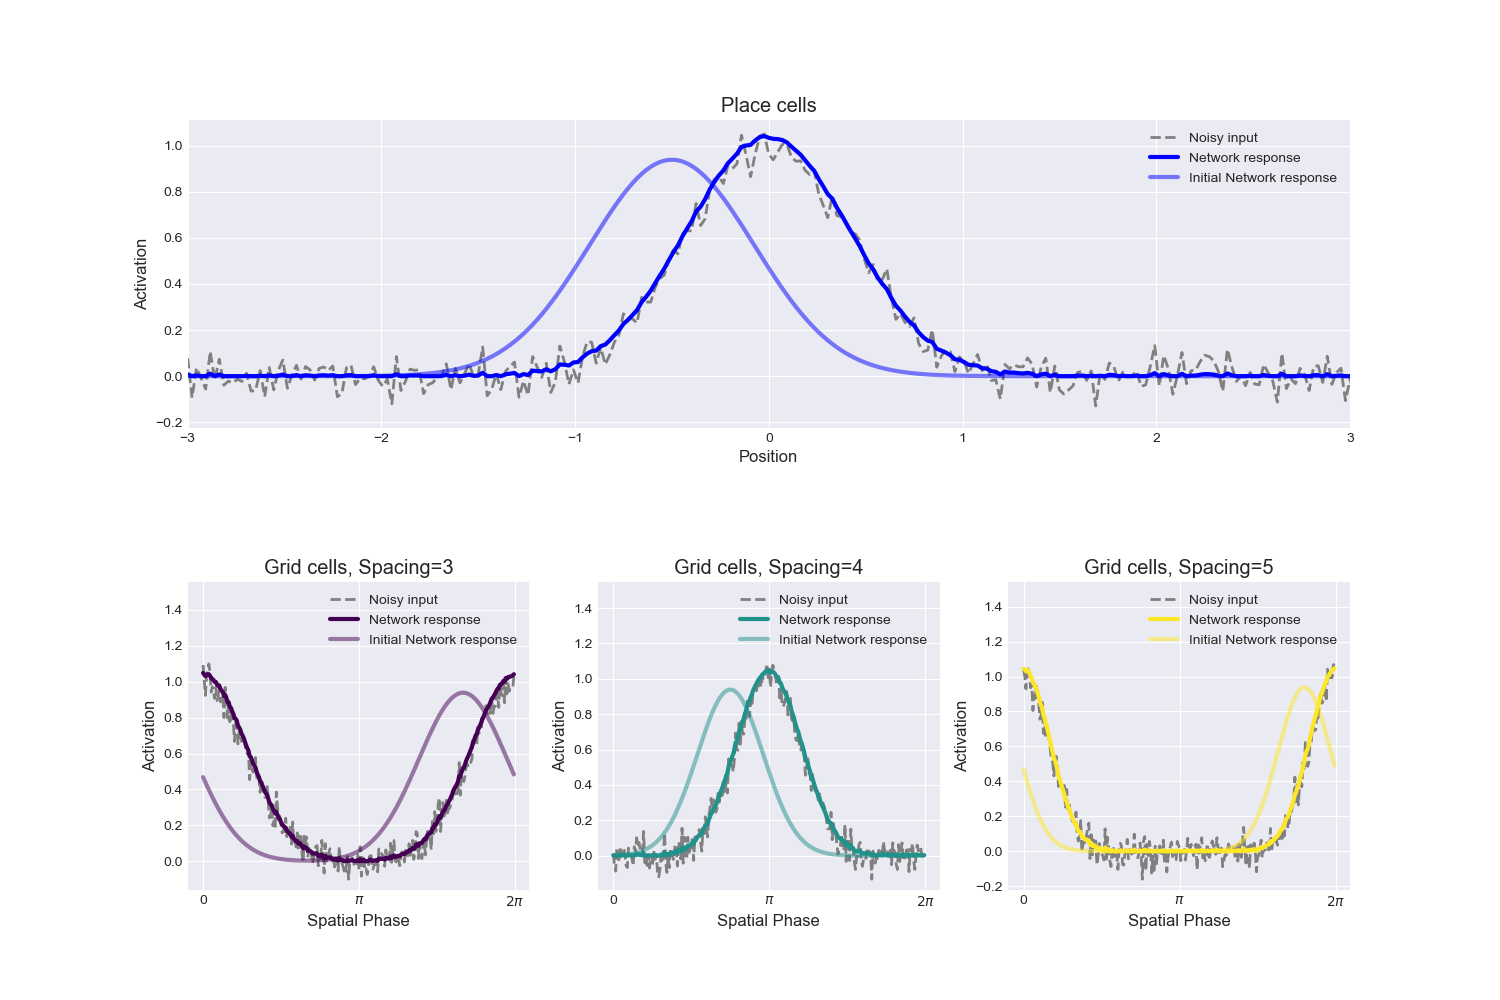 Place cells
Noisy input
Network response
Initial Network response
1.0
0.8
0.6
0.4
0.2
0.0
−0.2
Activation
−3
−2
−1
0
1
2
3
Position
Grid cells, Spacing=3
Noisy input
Network response
Initial Network response
1.4
1.2
1.0
0.8
0.6
0.4
0.2
0.0
Activation
0
π
2π
Spatial Phase
Grid cells, Spacing=4
Noisy input
Network response
Initial Network response
1.4
1.2
1.0
0.8
0.6
0.4
0.2
0.0
Activation
0
π
2π
Spatial Phase
Grid cells, Spacing=5
Noisy input
Network response
Initial Network response
1.4
1.2
1.0
0.8
0.6
0.4
0.2
0.0
−0.2
Activation
0
π
2π
Spatial Phase